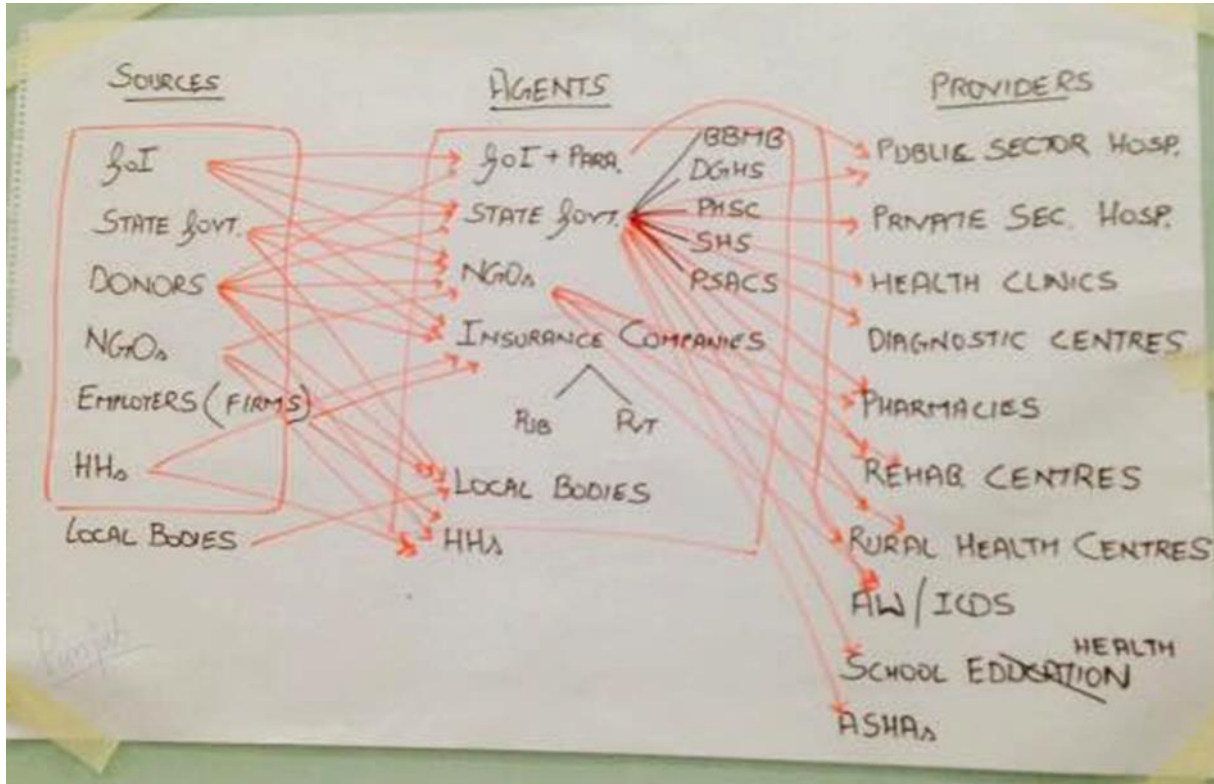 SOURCES
GoI
STATE GOVT.
DONORS
NGOs
EMPLOYERS (FIRMS)
HHs
LOCAL BODIES
Punjab
AGENTS
GOI + PARA.
STATE GOVT.
BBMB
DGHS
PHSC
SHS
PSACS
NGOs
INSURANCE COMPANIES
PUB PVT
LOCAL BODIES
HHs
PROVIDERS
PUBLIC SECTOR HOSP.
PRIVATE SEC. HOSP.
HEALTH CLINICS
DIAGNOSTIC CENTRES
PHARMACIES
REHAB CENTRES
RURAL HEALTH CENTRES
AW/ICDS
HEALTH
SCHOOL EDUCATION
ASHAs